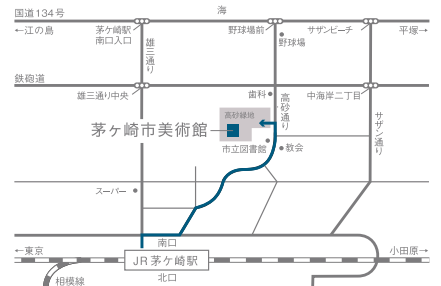 国道134号
海
←江の島
茅ケ崎駅
南口入口
野球場前
サザンビーチ
平塚→
雄三通り
野球場
鉄砲道
雄三通り中央
歯科
高砂通り
中海岸二丁目
高砂緑地
茅ヶ崎市美術館
サザン通り
市立図書館
教会
スーパー
南口
←東京
JR茅ケ崎駅
小田原→
相模線
北口